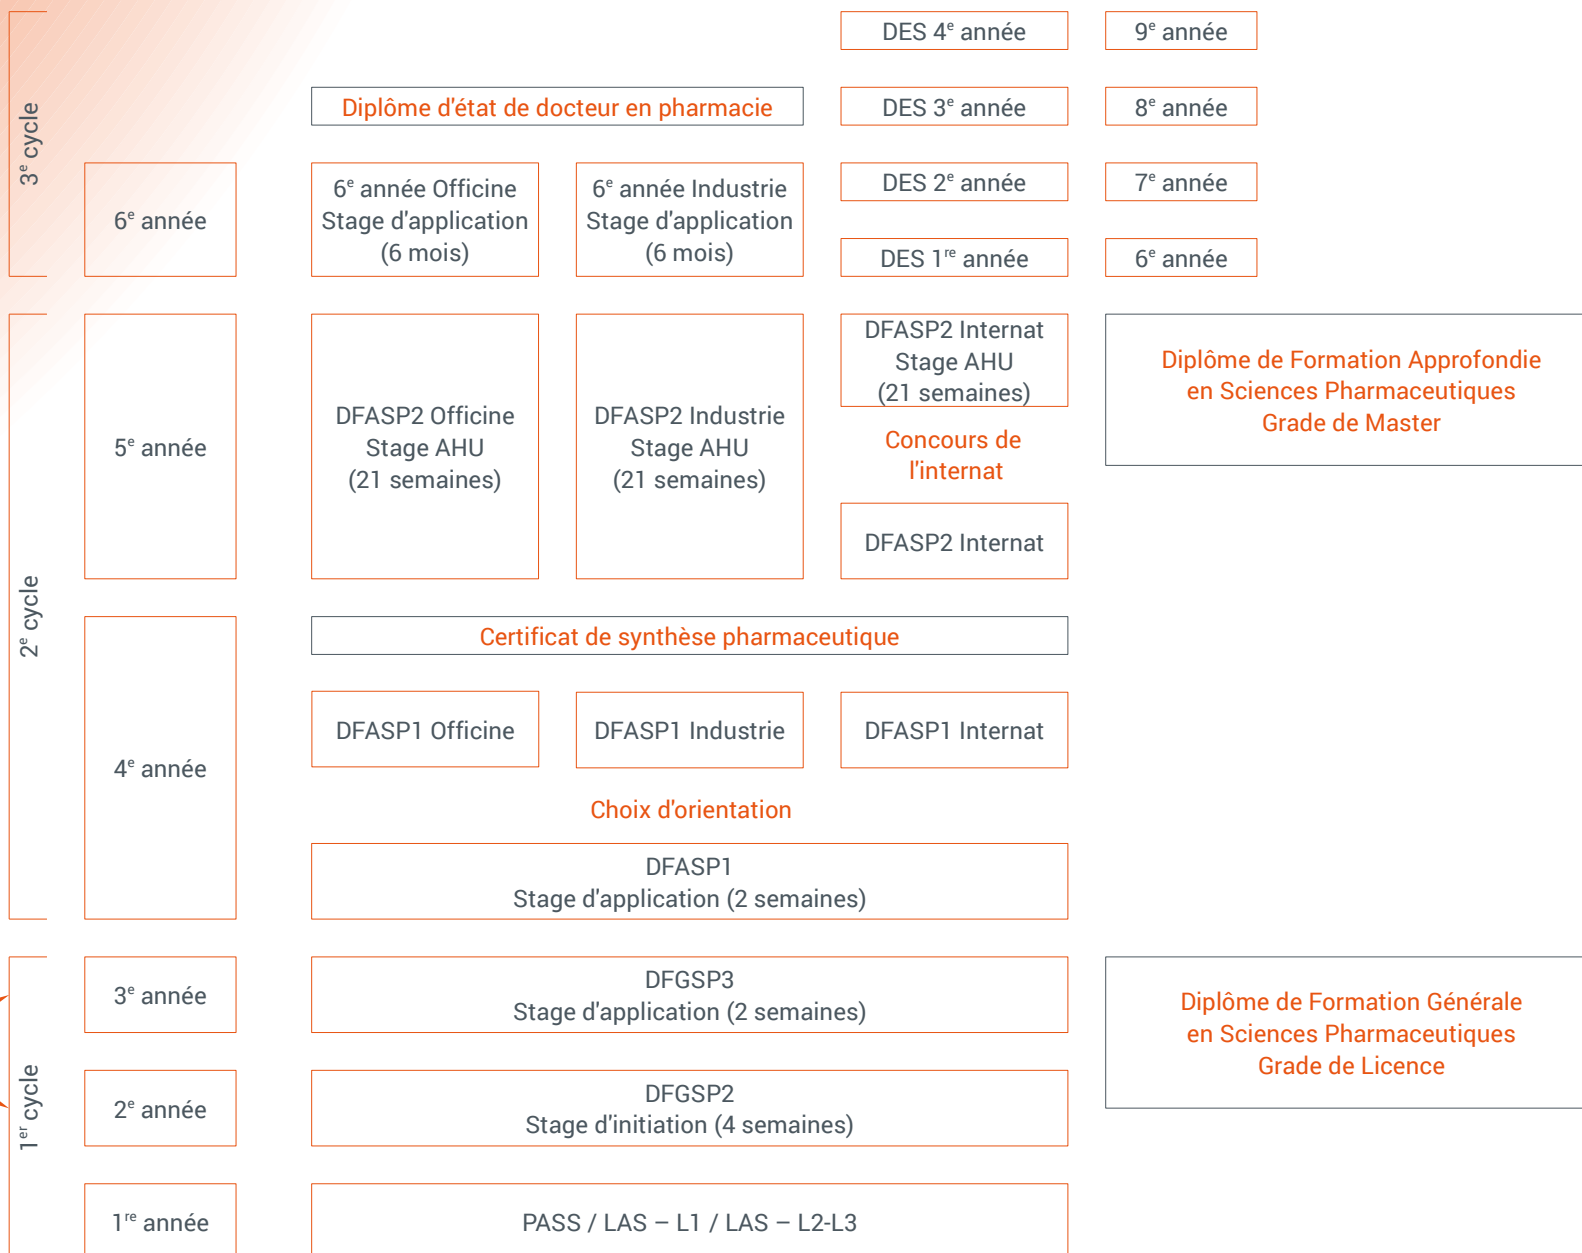 3e cycle
DES 4e année
9e année
Diplôme d'état de docteur en pharmacie
DES 3e année
8e année
6e année
6e année Officine
Stage d'application
(6 mois)
6e année Industrie
Stage d'application
(6 mois)
DES 2e année
7e année
DES 1re année
6e année
2e cycle
5e année
DFASP2 Officine
Stage AHU
(21 semaines)
DFASP2 Industrie
Stage AHU
(21 semaines)
DFASP2 Internat
Stage AHU
(21 semaines)
Concours de
l'internat
DFASP2 Internat
Diplôme de Formation Approfondie
en Sciences Pharmaceutiques
Grade de Master
4e année
Certificat de synthèse pharmaceutique
DFASP1 Officine
DFASP1 Industrie
DFASP1 Internat
Choix d'orientation
DFASP1
Stage d'application (2 semaines)
1er cycle
3e année
DFGSP3
Stage d'application (2 semaines)
Diplôme de Formation Générale
en Sciences Pharmaceutiques
Grade de Licence
2e année
DFGSP2
Stage d'initiation (4 semaines)
1re année
PASS / LAS – L1 / LAS – L2-L3